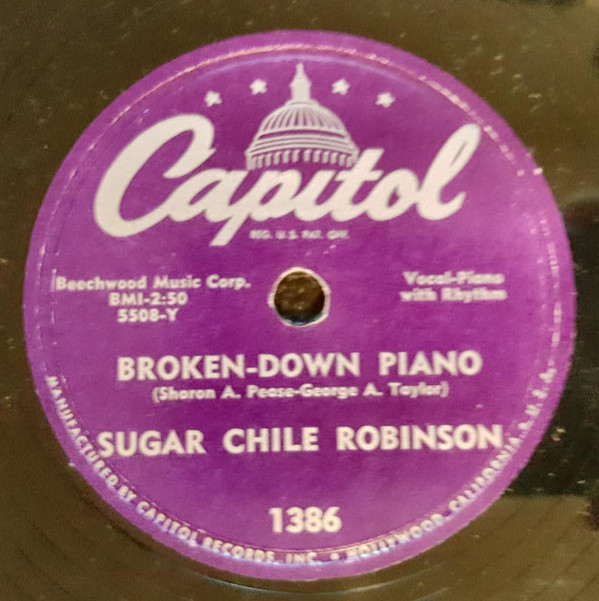 Capitol
REG. U.S. PAT. OFF.
Beechwood Music Corp.
BMI-2:50
5508-Y
Vocal-Piano
with Rhythm
BROKEN-DOWN PIANO
(Sharon A. Pease-George A. Taylor)
SUGAR CHILE ROBINSON
1386
MANUFACTURED BY CAPITOL RECORDS, INC. • HOLLYWOOD, CALIFORNIA, • U.S.A.